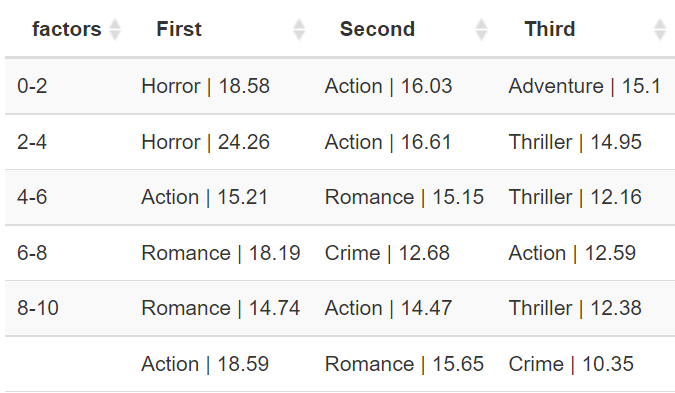 factors First Second Third
0-2 Horror | 18.58 Action | 16.03 Adventure | 15.1
2-4 Horror | 24.26 Action | 16.61 Thriller | 14.95
4-6 Action | 15.21 Romance | 15.15 Thriller | 12.16
6-8 Romance | 18.19 Crime | 12.68 Action | 12.59
8-10 Romance | 14.74 Action | 14.47 Thriller | 12.38
Action | 18.59 Romance | 15.65 Crime | 10.35